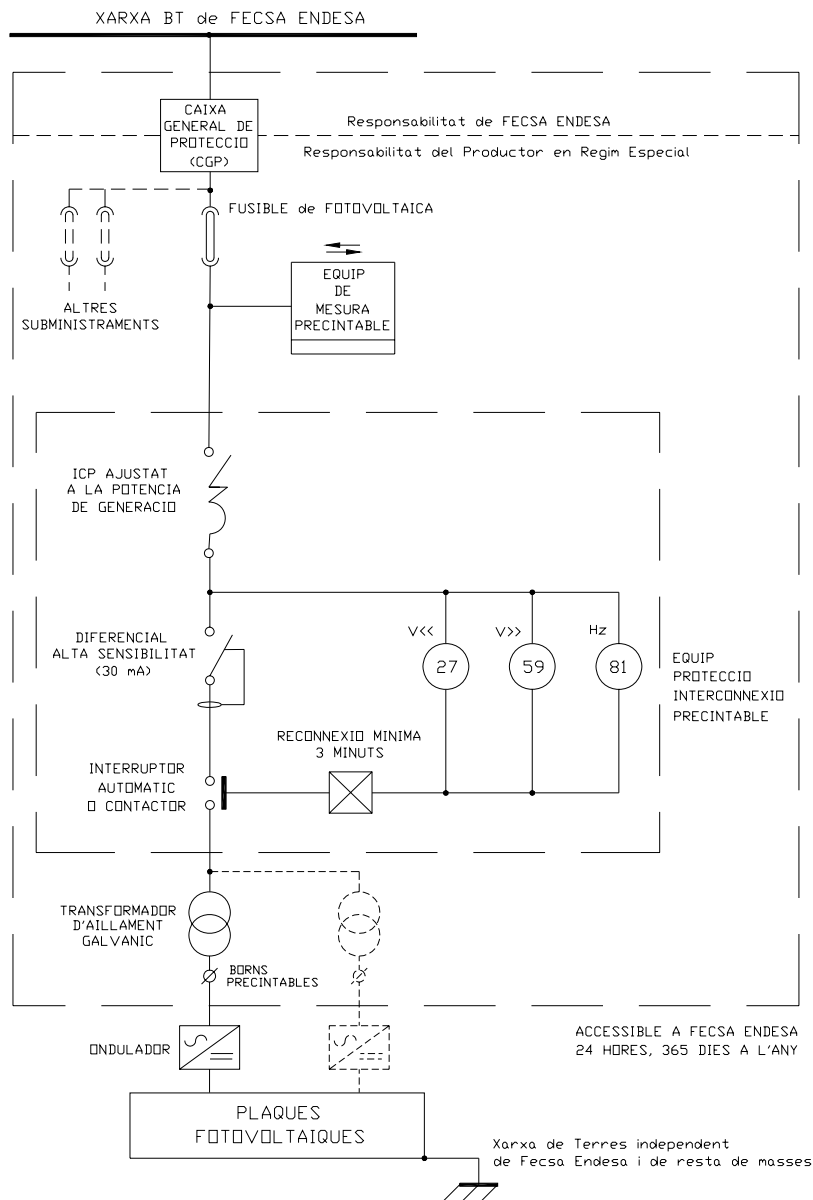 XARXA BT de FECSA ENDESA
CAIXA
GENERAL DE
PROTECCIO
(CGP)
Responsabilitat de FECSA ENDESA
Responsabilitat del Productor en Regim Especial
FUSIBLE de FOTOVOLTAICA
ALTRES
SUBMINISTRAMENTS
EQUIP
DE
MESURA
PRECINTABLE
ICP AJUSTAT
A LA POTENCIA
DE GENERACIO
DIFERENCIAL
ALTA SENSIBILITAT
(30 mA)
V<<
V>>
Hz
27
59
81
EQUIP
PROTECCIO
INTERCONNEXIO
PRECINTABLE
RECONNEXIO MINIMA
3 MINUTS
INTERRUPTOR
AUTOMATIC
O CONTACTOR
TRANSFORMADOR
D'AILLAMENT
GALVANIC
BORNS
PRECINTABLES
ONDULADOR
ACCESSIBLE A FECSA ENDESA
24 HORES, 365 DIES A L'ANY
PLAQUES
FOTOVOLTAIQUES
Xarxa de Terres independent
de Fecsa Endesa i de resta de masses